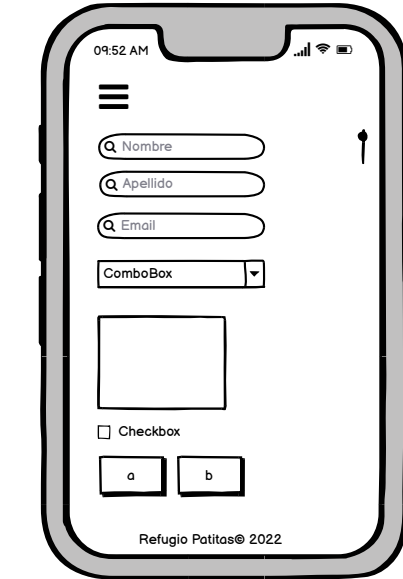 09:52 AM
Nombre
Apellido
Email
ComboBox
Checkbox
a
b
Refugio Patitas© 2022